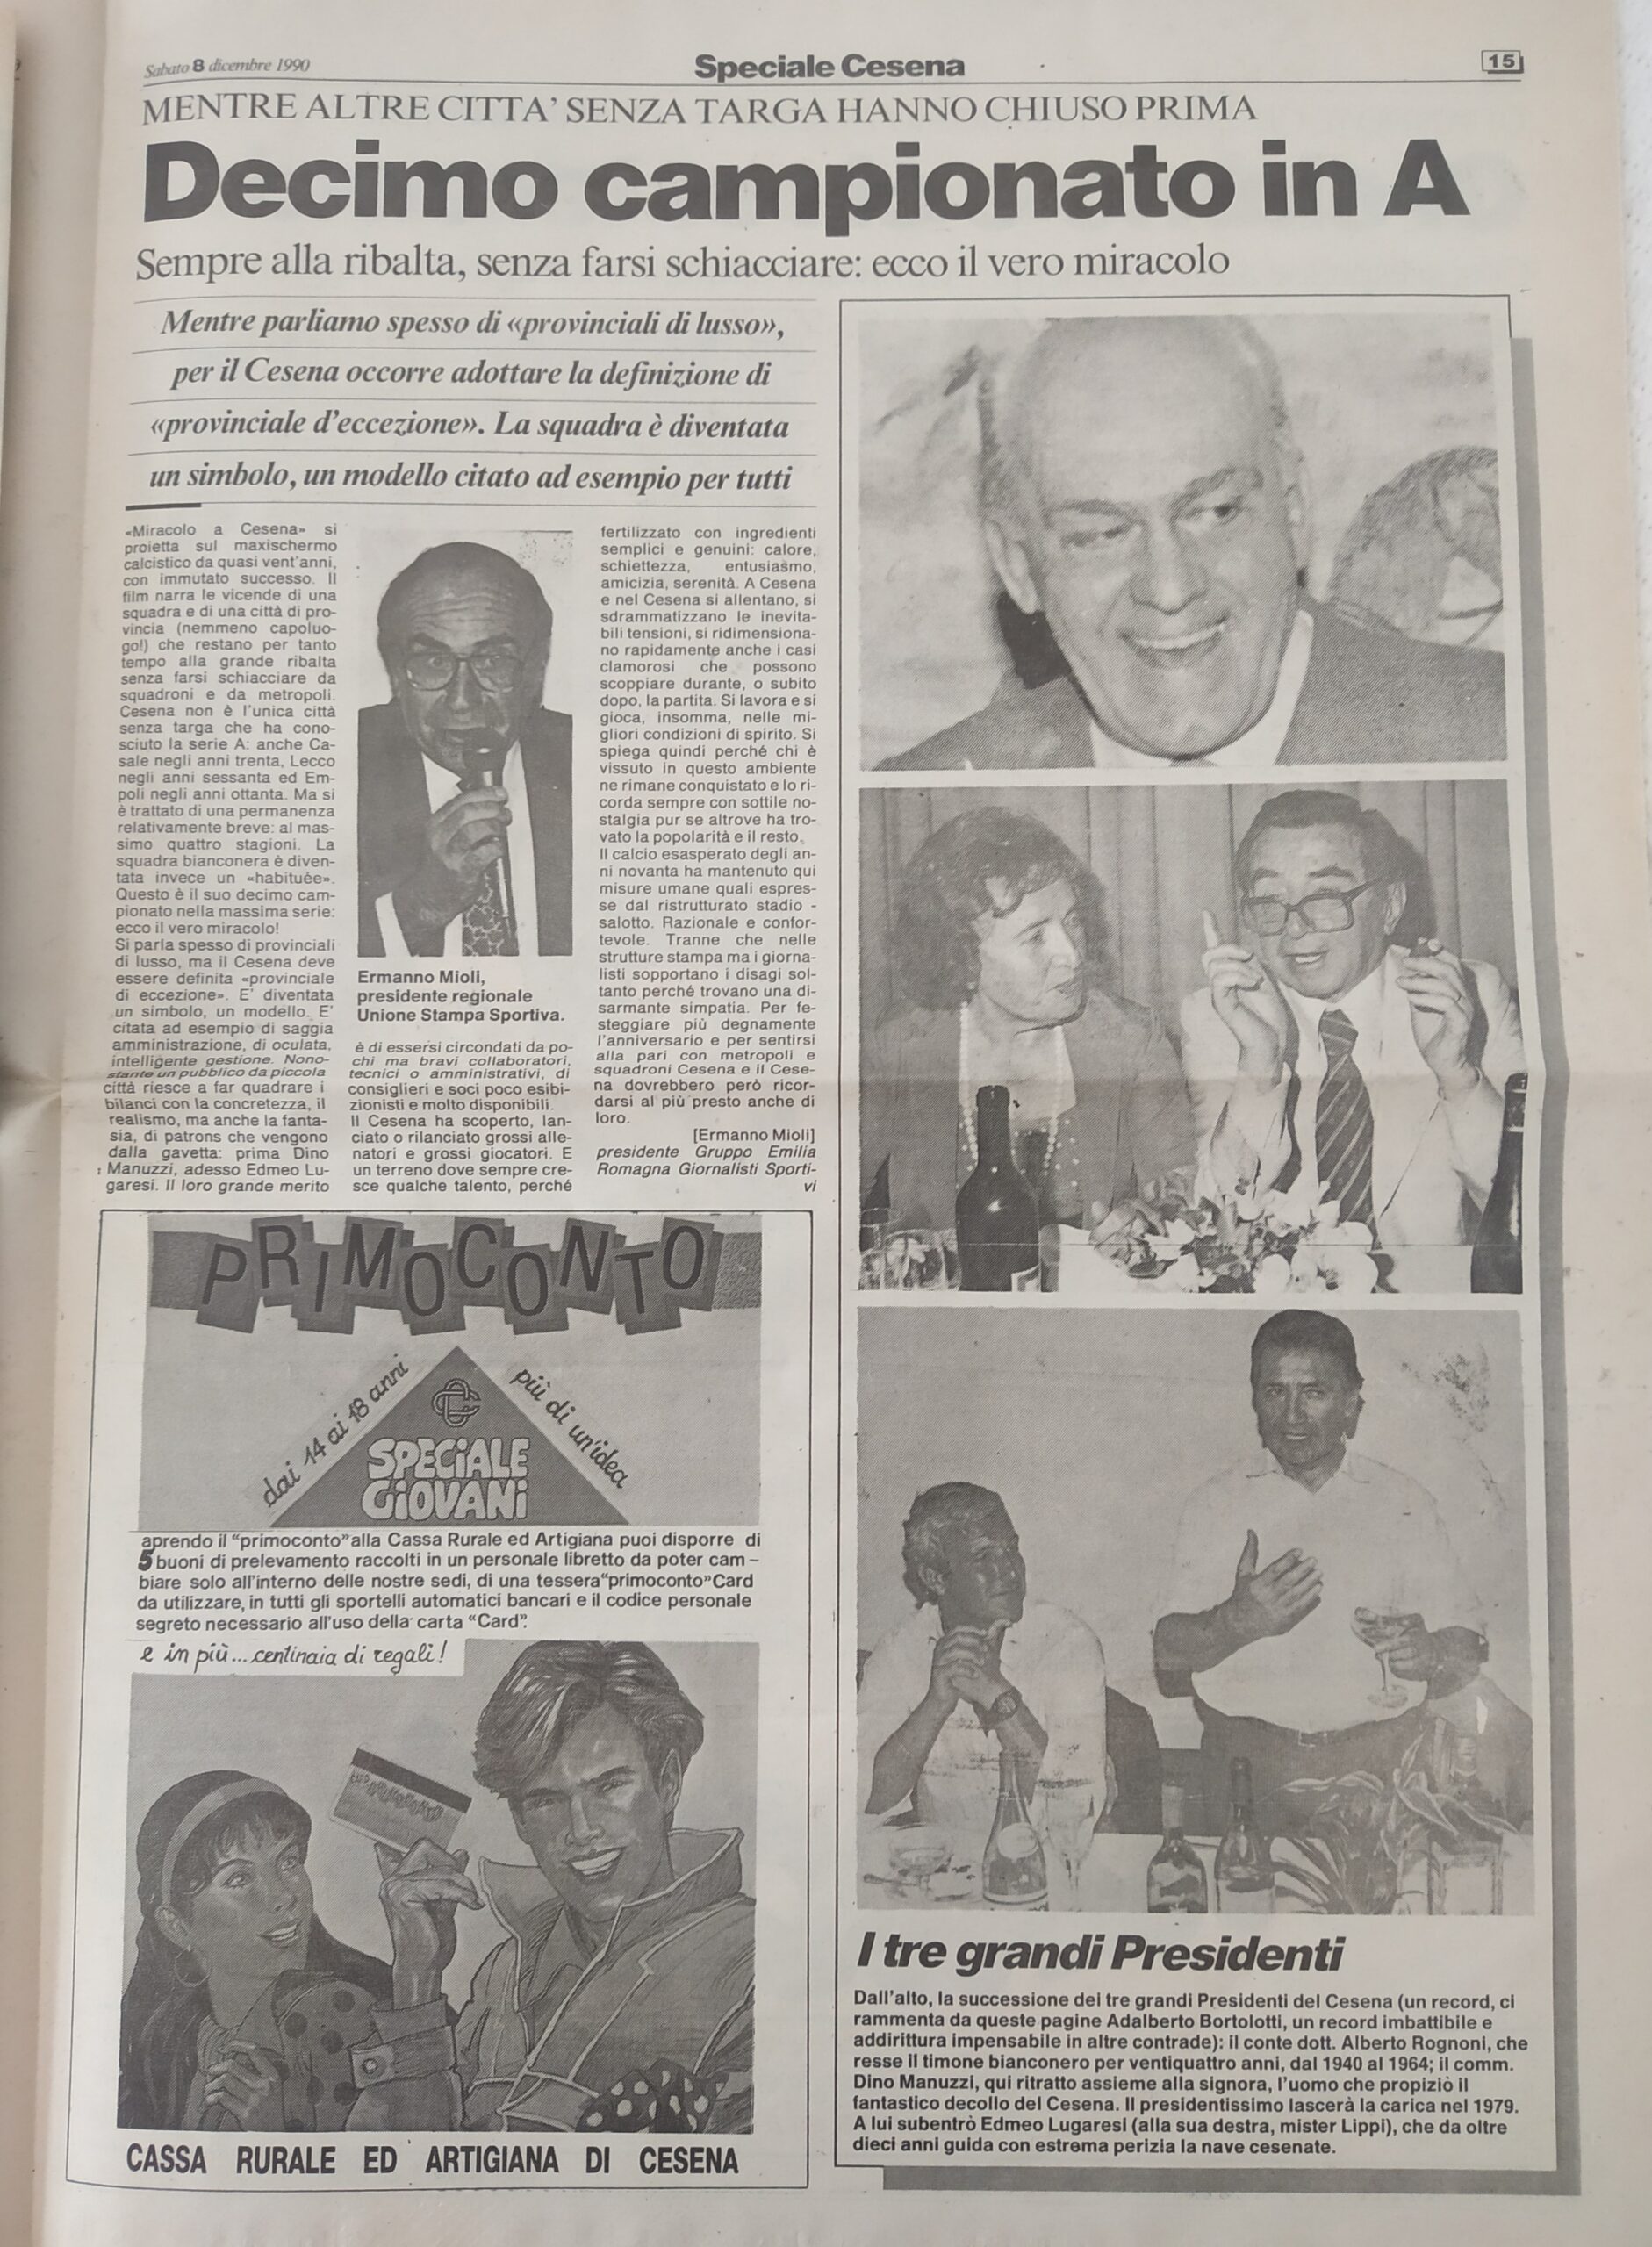 Sabato 8 dicembre 1990
Speciale Cesena
15
MENTRE ALTRE CITTA' SENZA TARGA HANNO CHIUSO PRIMA
Decimo campionato in A
Sempre alla ribalta, senza farsi schiacciare: ecco il vero miracolo
Mentre parliamo spesso di «provinciali di lusso»,
per il Cesena occorre adottare la definizione di
«provinciale d'eccezione». La squadra è diventata
un simbolo, un modello citato ad esempio per tutti
«Miracolo a Cesena» si
proietta sul maxischermo
calcistico da quasi vent'anni,
con immutato successo. Il
film narra le vicende di una
squadra e di una città di pro-
vincia (nemmeno capoluo-
go!) che restano per tanto
tempo alla grande ribalta
senza farsi schiacciare da
squadroni e da metropoli.
Cesena non è l'unica città
senza targa che ha cono-
sciuto la serie A: anche Ca-
sale negli anni trenta, Lecco
negli anni sessanta ed Em-
poli negli anni ottanta. Ma si
è trattato di una permanenza
relativamente breve: al mas-
simo quattro stagioni. La
squadra bianconera è diven-
tata invece un «habituée».
Questo è il suo decimo cam-
pionato nella massima serie:
ecco il vero miracolo!
Si parla spesso di provinciali
di lusso, ma il Cesena deve
essere definita «provinciale
di eccezione». E' diventata
un simbolo, un modello. E'
citata ad esempio di saggia
amministrazione, di oculata,
intelligente gestione. Nono-
stante un pubblico da piccola
città riesce a far quadrare i
bilanci con la concretezza, il
realismo, ma anche la fanta-
sia, di patrons che vengono
dalla gavetta: prima Dino
Manuzzi, adesso Edmeo Lu-
garesi. Il loro grande merito
Ermanno Mioli,
presidente regionale
Unione Stampa Sportiva.
è di essersi circondati da po-
chi ma bravi collaboratori,
tecnici o amministrativi, di
consiglieri e soci poco esibi-
zionisti e molto disponibili.
Il Cesena ha scoperto, lan-
ciato o rilanciato grossi alle-
natori e grossi giocatori. E
un terreno dove sempre cre-
sce qualche talento, perché
fertilizzato con ingredienti
semplici e genuini: calore,
schiettezza, entusiasmo,
amicizia, serenità. A Cesena
e nel Cesena si allentano, si
sdrammatizzano le inevita-
bili tensioni, si ridimensiona-
no rapidamente anche i casi
clamorosi che possono
scoppiare durante, o subito
dopo, la partita. Si lavora e si
gioca, insomma, nelle mi-
gliori condizioni di spirito. Si
spiega quindi perché chi è
vissuto in questo ambiente
ne rimane conquistato e lo ri-
corda sempre con sottile no-
stalgia pur se altrove ha tro-
vato la popolarità e il resto.
Il calcio esasperato degli an-
ni novanta ha mantenuto qui
misure umane quali espres-
se dal ristrutturato stadio -
salotto. Razionale e confor-
tevole. Tranne che nelle
strutture stampa ma i giorna-
listi sopportano i disagi sol-
tanto perché trovano una di-
sarmante simpatia. Per fe-
steggiare più degnamente
l'anniversario e per sentirsi
alla pari con metropoli e
squadroni Cesena e il Cese-
na dovrebbero però ricor-
darsi al più presto anche di
loro.
[Ermanno Mioli]
presidente Gruppo Emilia
Romagna Giornalisti Sporti-
vi
PRIMOCONTO
dai 14 ai 18 anni
più di un'idea
SPECIALE
GIOVANI
aprendo il "primoconto" alla Cassa Rurale ed Artigiana puoi disporre di
5 buoni di prelevamento raccolti in un personale libretto da poter cam-
biare solo all'interno delle nostre sedi, di una tessera "primoconto" Card
da utilizzare, in tutti gli sportelli automatici bancari e il codice personale
segreto necessario all'uso della carta "Card".
e in più... centinaia di regali!
CASSA RURALE ED ARTIGIANA DI CESENA
I tre grandi Presidenti
Dall'alto, la successione dei tre grandi Presidenti del Cesena (un record, ci
rammenta da queste pagine Adalberto Bortolotti, un record imbattibile e
addirittura impensabile in altre contrade): il conte dott. Alberto Rognoni, che
resse il timone bianconero per ventiquattro anni, dal 1940 al 1964; il comm.
Dino Manuzzi, qui ritratto assieme alla signora, l'uomo che propiziò il
fantastico decollo del Cesena. Il presidentissimo lascerà la carica nel 1979.
A lui subentrò Edmeo Lugaresi (alla sua destra, mister Lippi), che da oltre
dieci anni guida con estrema perizia la nave cesenate.